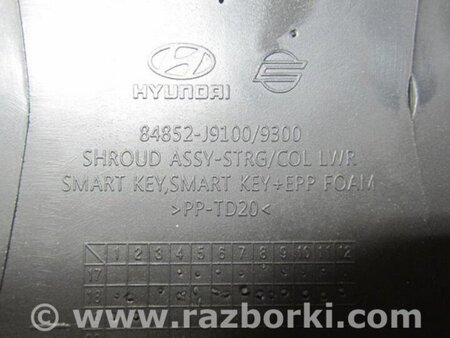 HYUNDAI
84852-J9100/9300
SHROUD ASSY-STRG/COL LWR
SMART KEY,SMART KEY+EPP FOAM
>PP-TD20<
1 2 3 4 5 6 7 8 9 10 11 12
17
18
www.razborki.com